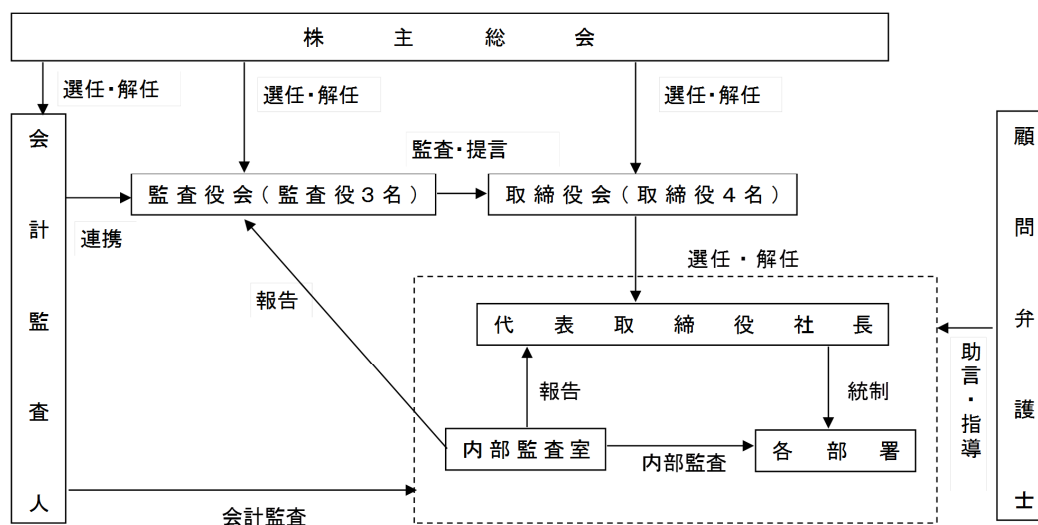 株主総会
選任・解任
選任・解任
選任・解任
会計監査人
顧問弁護士
監査・提言
監査役会(監査役3名)
取締役会(取締役4名)
連携
選任・解任
報告
代表取締役社長
助言・指導
報告
統制
内部監査室
内部監査
各部署
会計監査